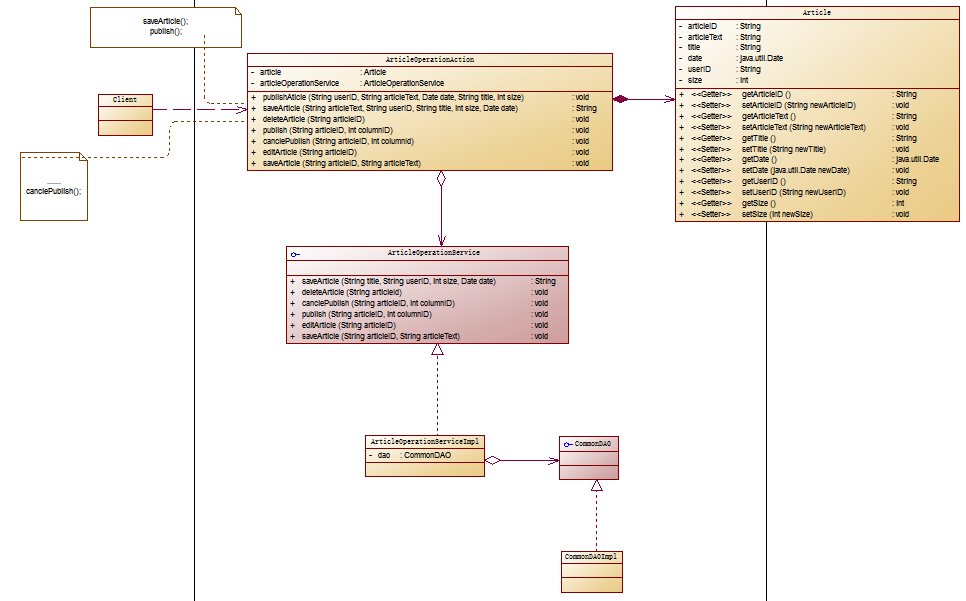 saveArticle();
publish();
Client
.......
canclePublish();
ArticleOperationAction
- article : Article
- articleOperationService : ArticleOperationService
+ publishAticle (String userID, String articleText, Date date, String title, int size) : void
+ saveArticle (String articleText, String userID, String title, int size, Date date) : String
+ deleteArticle (String articleID) : void
+ publish (String articleID, int columnID) : void
+ canclePublish (String articleID, int columnID) : void
+ editArticle (String articleID) : void
+ saveArticle (String articleID, String articleText) : void
Article
- articleID : String
- articleText : String
- title : String
- date : java.util.Date
- userID : String
- size : int
+ <<Getter>> getArticleID () : String
+ <<Setter>> setArticleID (String newArticleID) : void
+ <<Getter>> getArticleText () : String
+ <<Setter>> setArticleText (String newArticleText) : void
+ <<Getter>> getTitle () : String
+ <<Setter>> setTitle (String newTitle) : void
+ <<Getter>> getDate () : java.util.Date
+ <<Setter>> setDate (java.util.Date newDate) : void
+ <<Getter>> getUserID () : String
+ <<Setter>> setUserID (String newUserID) : void
+ <<Getter>> getSize () : int
+ <<Setter>> setSize (int newSize) : void
ArticleOperationService
+ saveArticle (String title, String userID, int size, Date date) : String
+ deleteArticle (String articleId) : void
+ canclePublish (String articleID, int columnID) : void
+ publish (String articleID, int columnID) : void
+ editArticle (String articleID) : void
+ saveArticle (String articleID, String articleText) : void
ArticleOperationServiceImpl
- dao : CommonDAO
CommonDAO
CommonDAOImpl